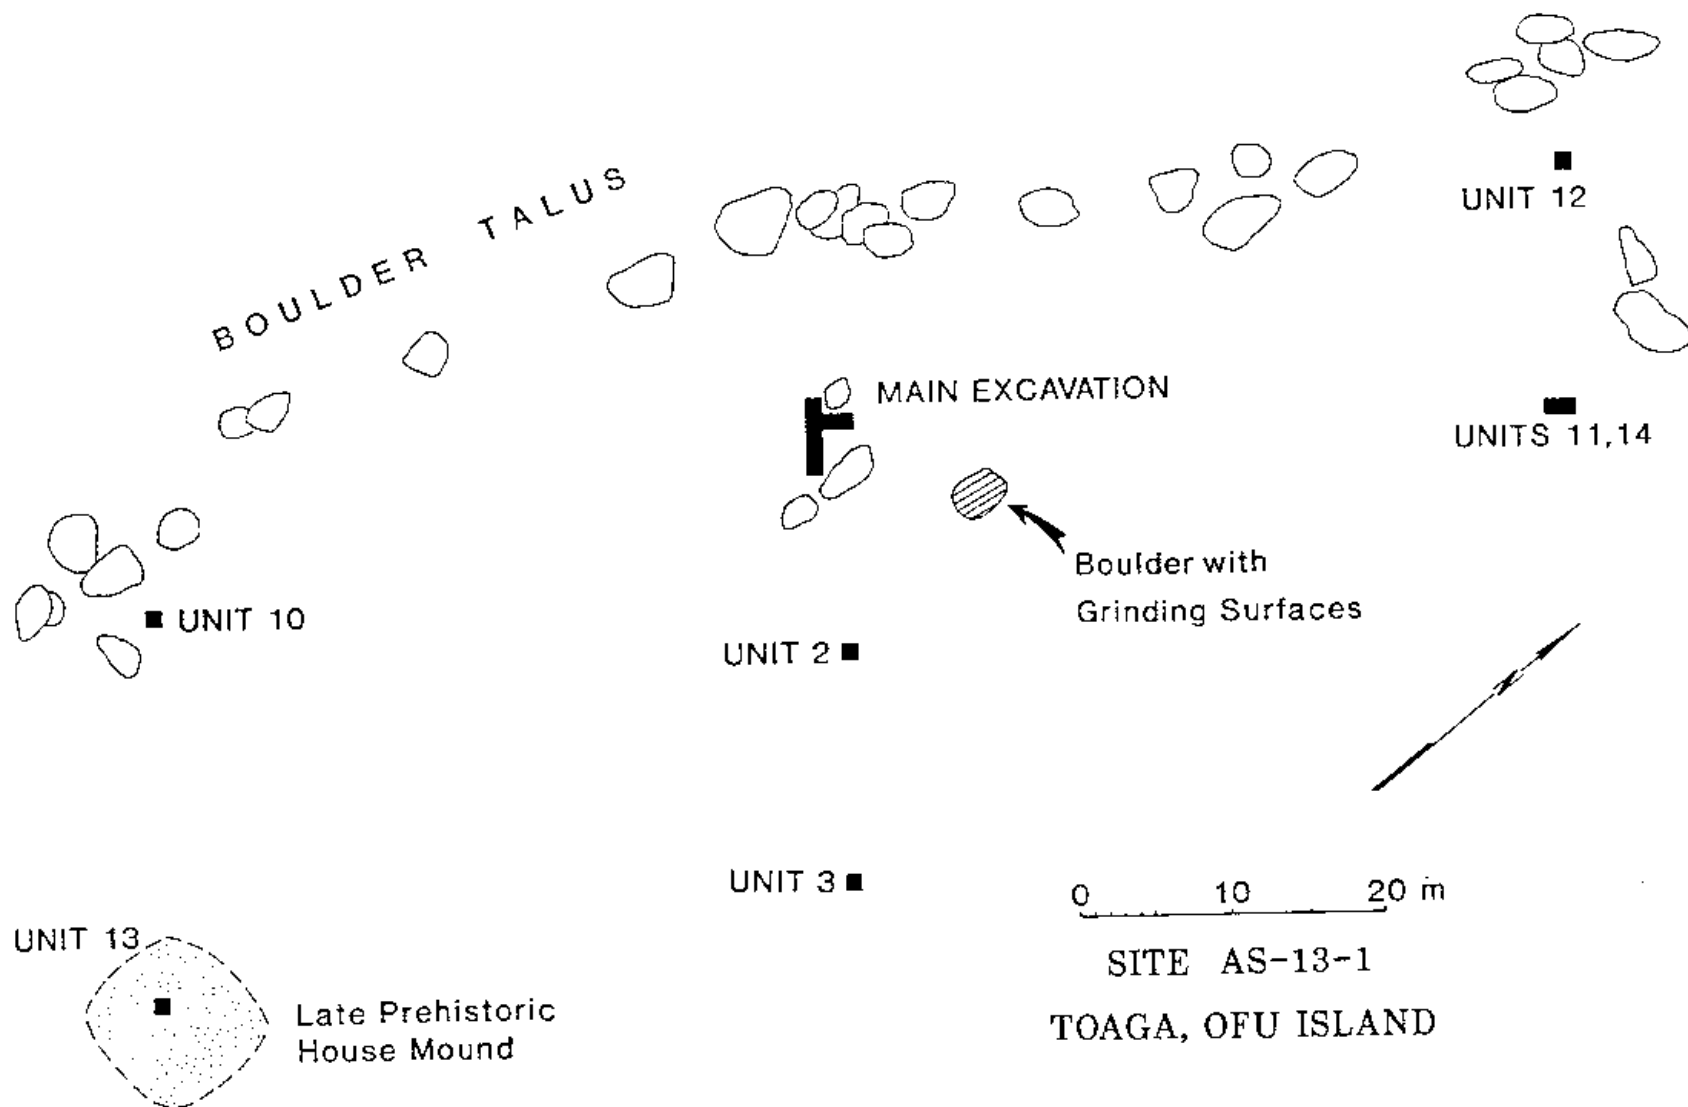 BOULDER TALUS
UNIT 12
MAIN EXCAVATION
UNITS 11,14
Boulder with
Grinding Surfaces
UNIT 10
UNIT 2
UNIT 3
0 10 20 m
UNIT 13
SITE AS-13-1
TOAGA, OFU ISLAND
Late Prehistoric
House Mound